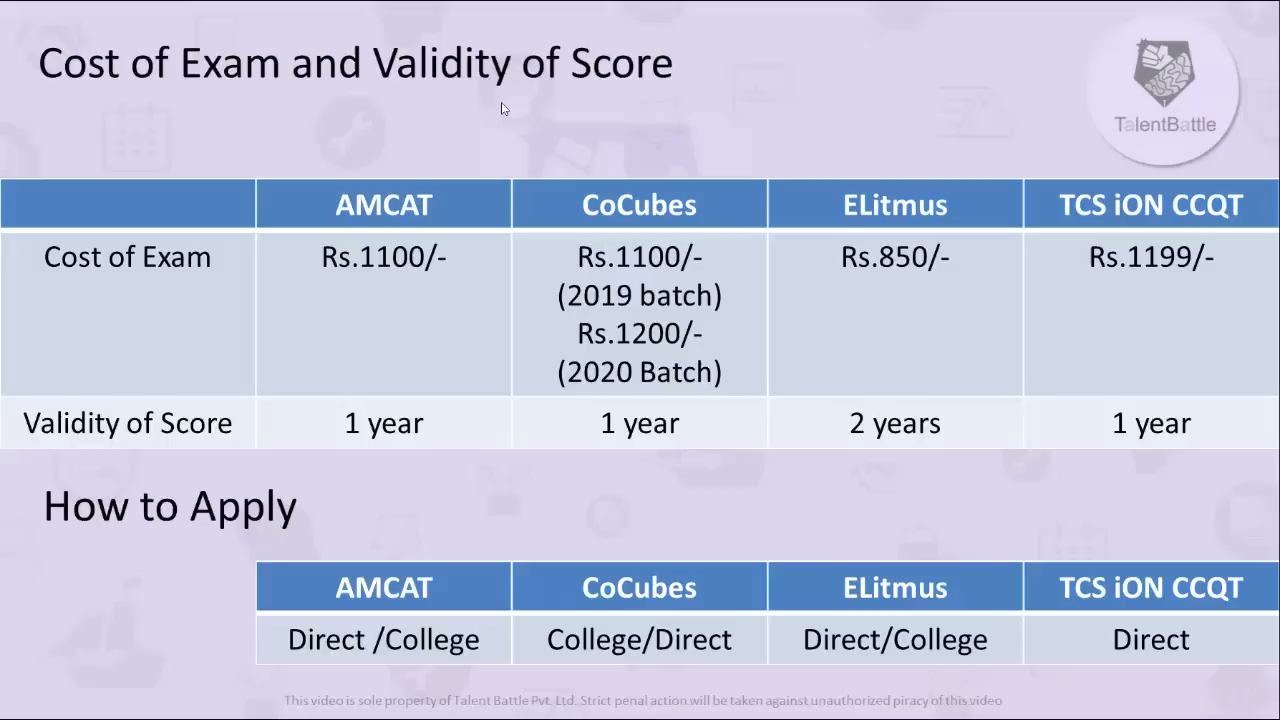 Cost of Exam and Validity of Score
TalentBattle
AMCAT CoCubes ELitmus TCS iON CCQT
Cost of Exam Rs.1100/- Rs.1100/- Rs.850/- Rs.1199/-
(2019 batch)
Rs.1200/-
(2020 Batch)
Validity of Score 1 year 1 year 2 years 1 year
How to Apply
AMCAT CoCubes ELitmus TCS iON CCQT
Direct /College College/Direct Direct/College Direct
This video is sole property of Talent Battle Pvt. Ltd. Strict penal action will be taken against unauthorized piracy of this video